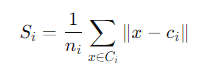 $S_i = \frac{1}{n_i} \sum_{x \in C_i} \|x - c_i\|$